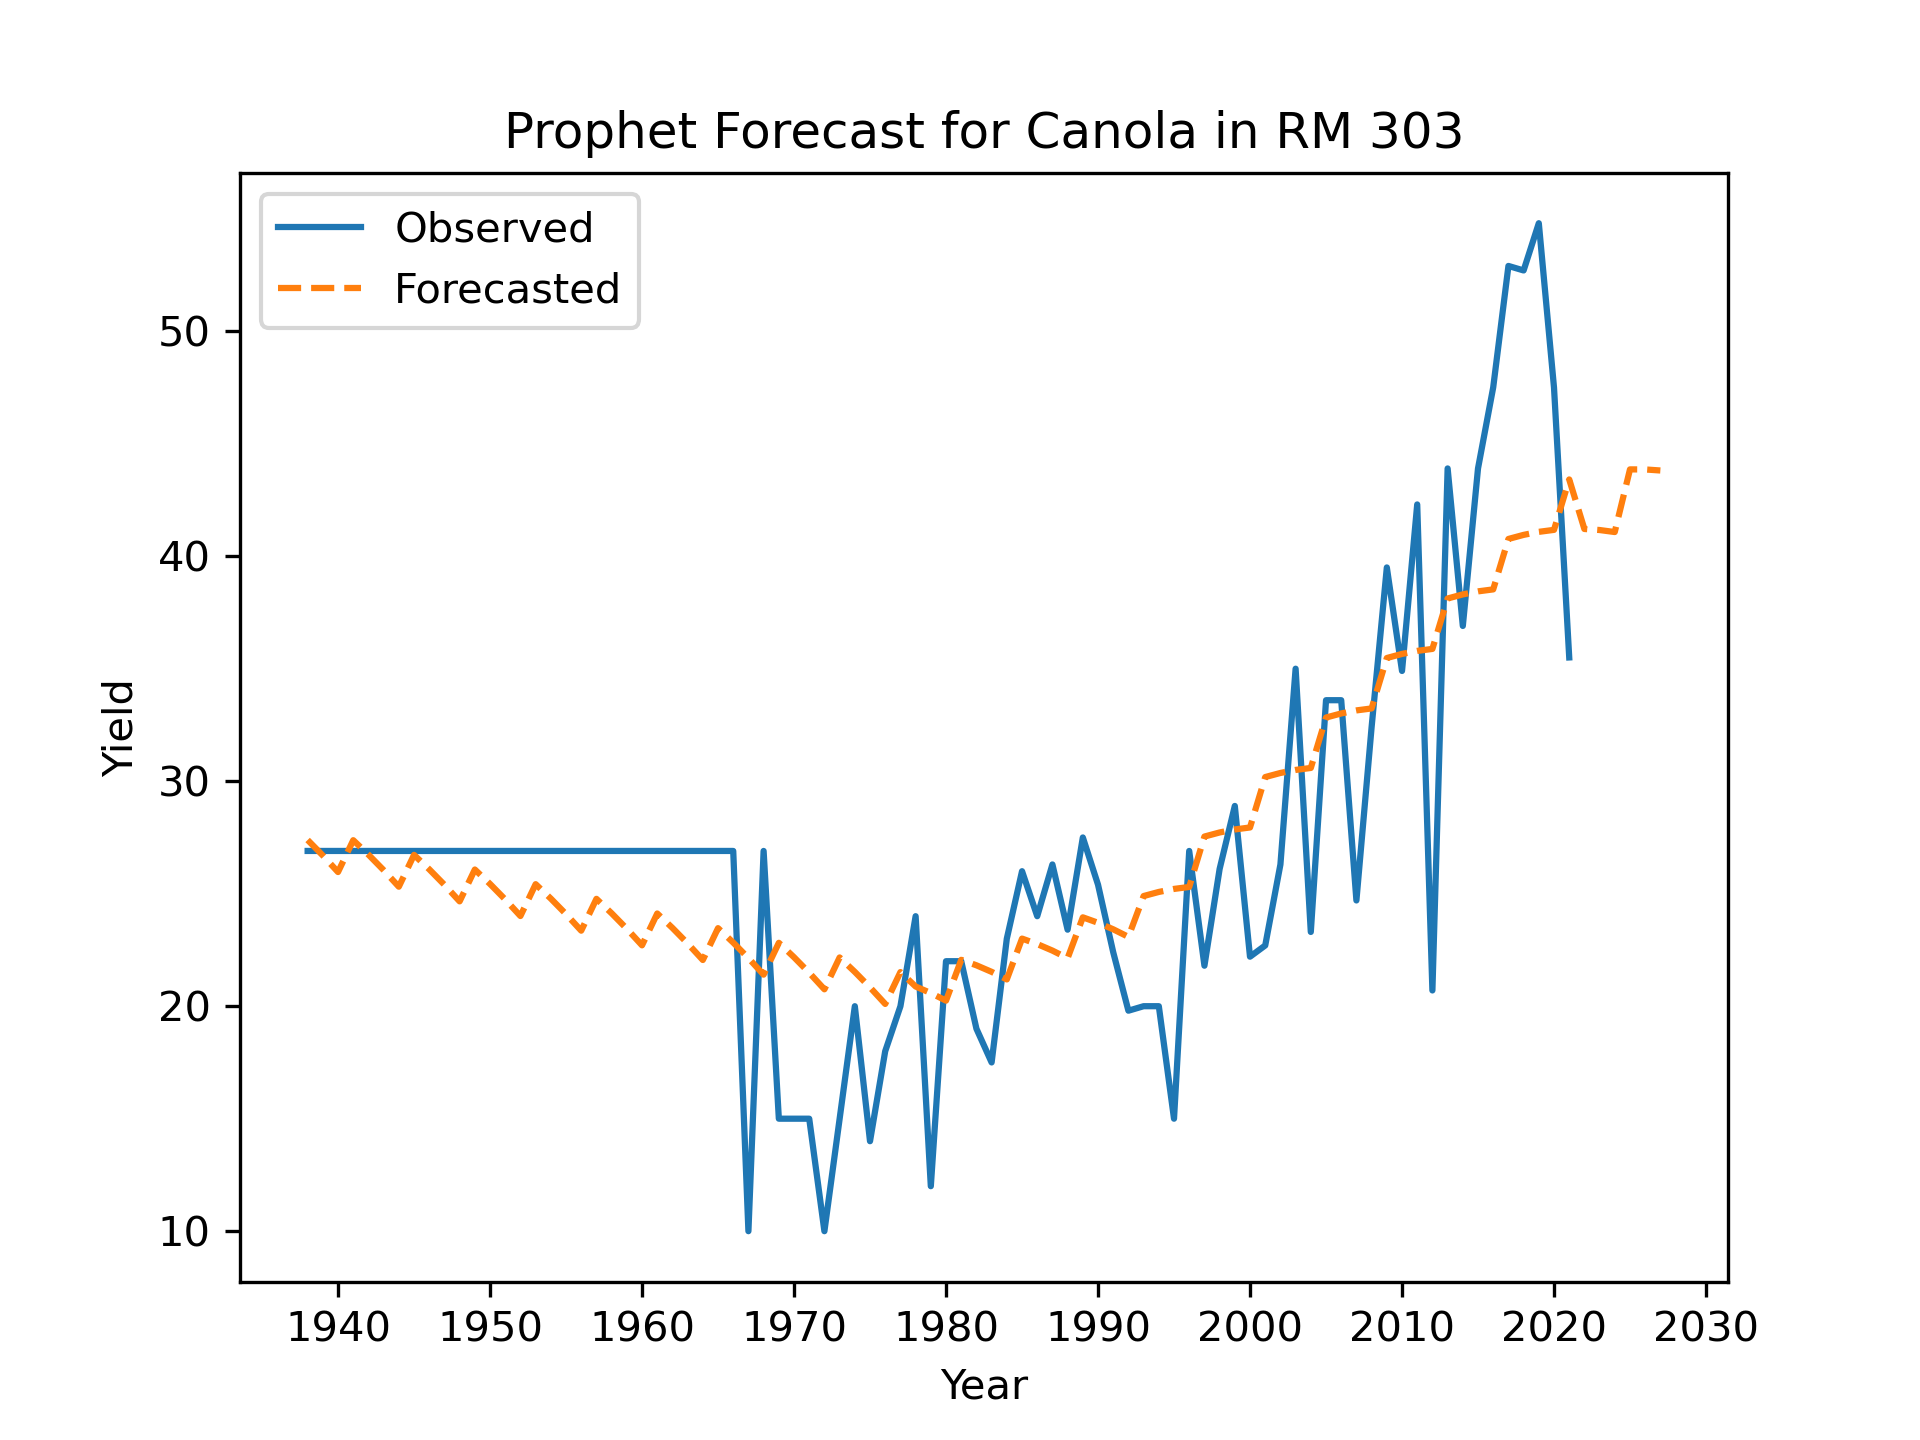 Prophet Forecast for Canola in RM 303
Observed
Forecasted
50
40
30
20
10
Yield
1940 1950 1960 1970 1980 1990 2000 2010 2020 2030
Year